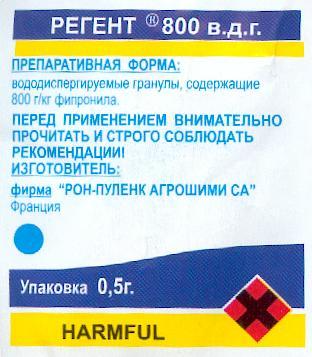 РЕГЕНТ ® 800 в.д.г.
ПРЕПАРАТИВНАЯ ФОРМА:
вододиспергируемые гранулы, содержащие
800 г/кг фипронила.
ПЕРЕД ПРИМЕНЕНИЕМ ВНИМАТЕЛЬНО
ПРОЧИТАТЬ И СТРОГО СОБЛЮДАТЬ
РЕКОМЕНДАЦИИ!
ИЗГОТОВИТЕЛЬ:
фирма "РОН-ПУЛЕНК АГРОШИМИ СА"
Франция
Упаковка 0,5г.
HARMFUL